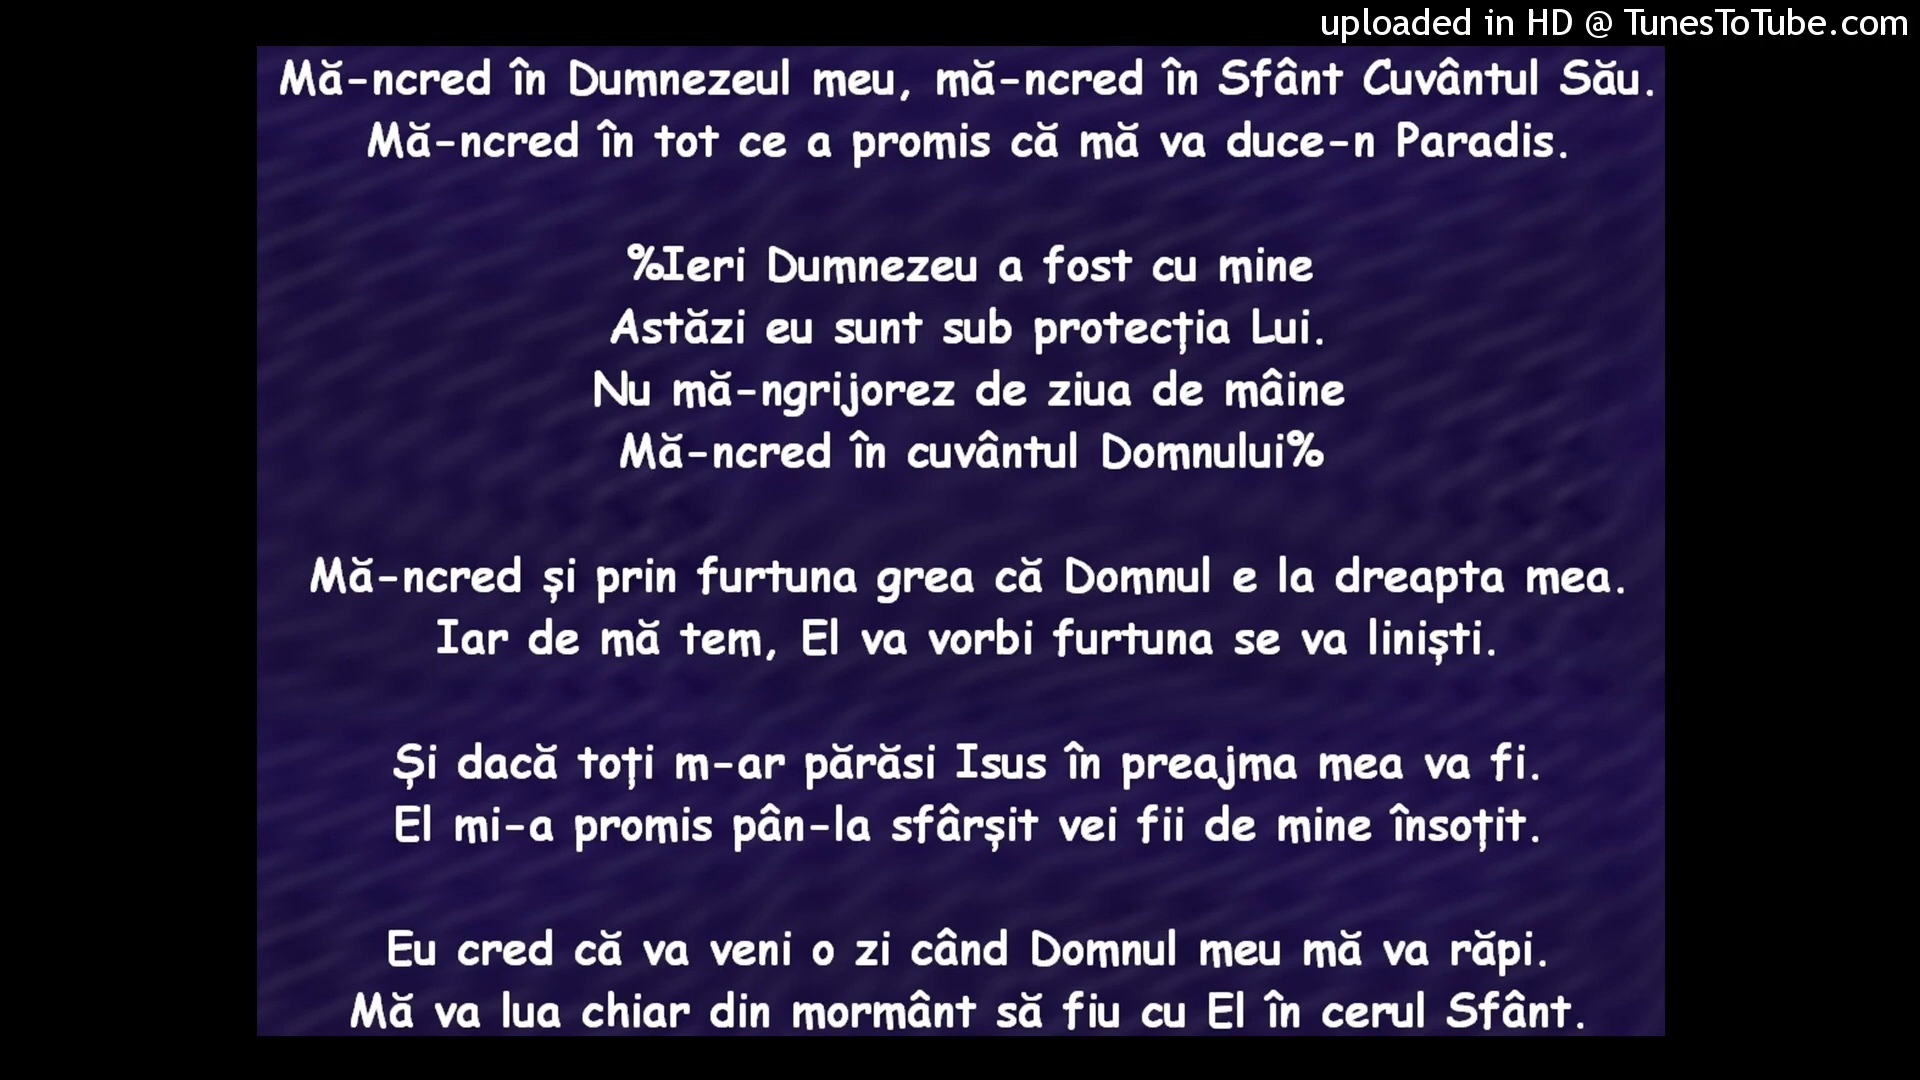 uploaded in HD @ TunesToTube.com
Mă-ncred în Dumnezeul meu, mă-ncred în Sfânt Cuvântul Său.
Mă-ncred în tot ce a promis că mă va duce-n Paradis.
%Ieri Dumnezeu a fost cu mine
Astăzi eu sunt sub protecția Lui.
Nu mă-ngrijorez de ziua de mâine
Mă-ncred în cuvântul Domnului%
Mă-ncred și prin furtuna grea că Domnul e la dreapta mea.
Iar de mă tem, El va vorbi furtuna se va liniști.
Și dacă toți m-ar părăsi Isus în preajma mea va fi.
El mi-a promis pân-la sfârșit vei fii de mine însoțit.
Eu cred că va veni o zi când Domnul meu mă va răpi.
Mă va lua chiar din mormânt să fiu cu El în cerul Sfânt.